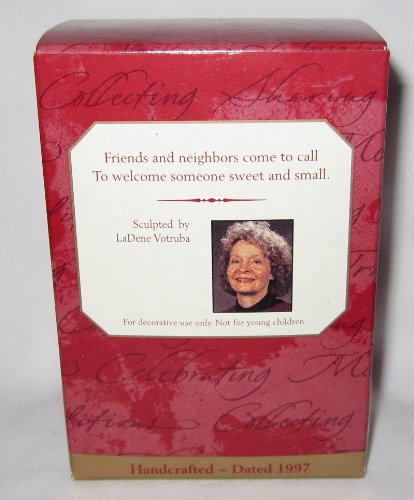 Collecting Sharing
Friends and neighbors come to call
To welcome someone sweet and small.
Sculpted by
LaDene Votruba
For decorative use only. Not for young children.
Celebrating
Collecting
Handcrafted ~ Dated 1997